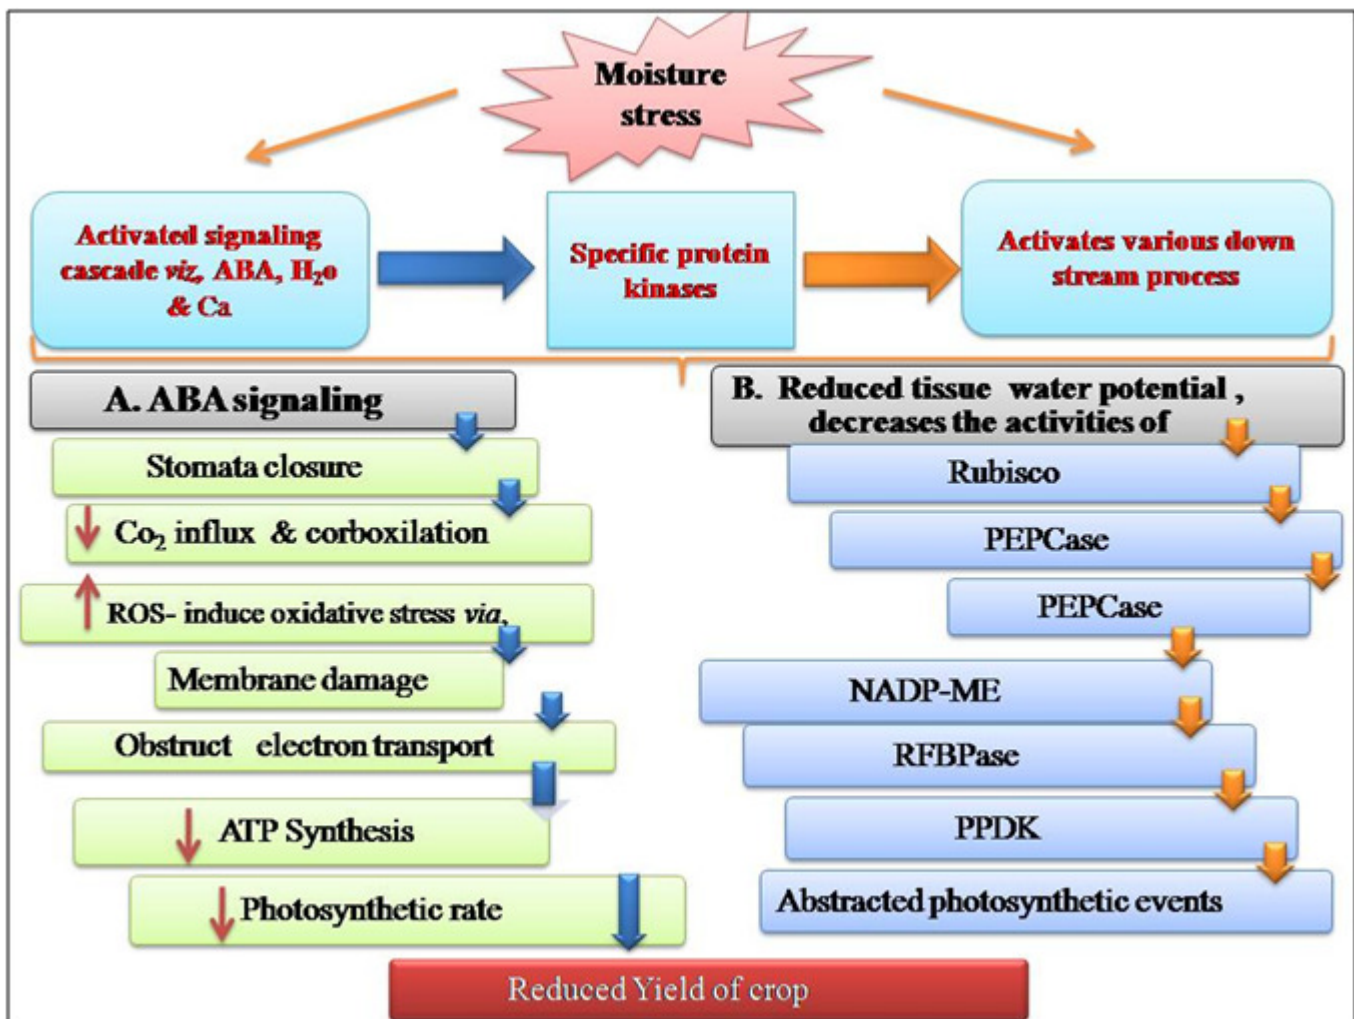 Moisture
stress
Activated signaling
cascade viz, ABA, H₂o
& Ca
Specific protein
kinases
Activates various down
stream process
A. ABA signaling
Stomata closure
Co₂ influx & corboxilation
ROS- induce oxidative stress via,
Membrane damage
Obstruct electron transport
ATP Synthesis
Photosynthetic rate
B. Reduced tissue water potential ,
decreases the activities of
Rubisco
PEPCase
PEPCase
NADP-ME
RFBPase
PPDK
Abstracted photosynthetic events
Reduced Yield of crop